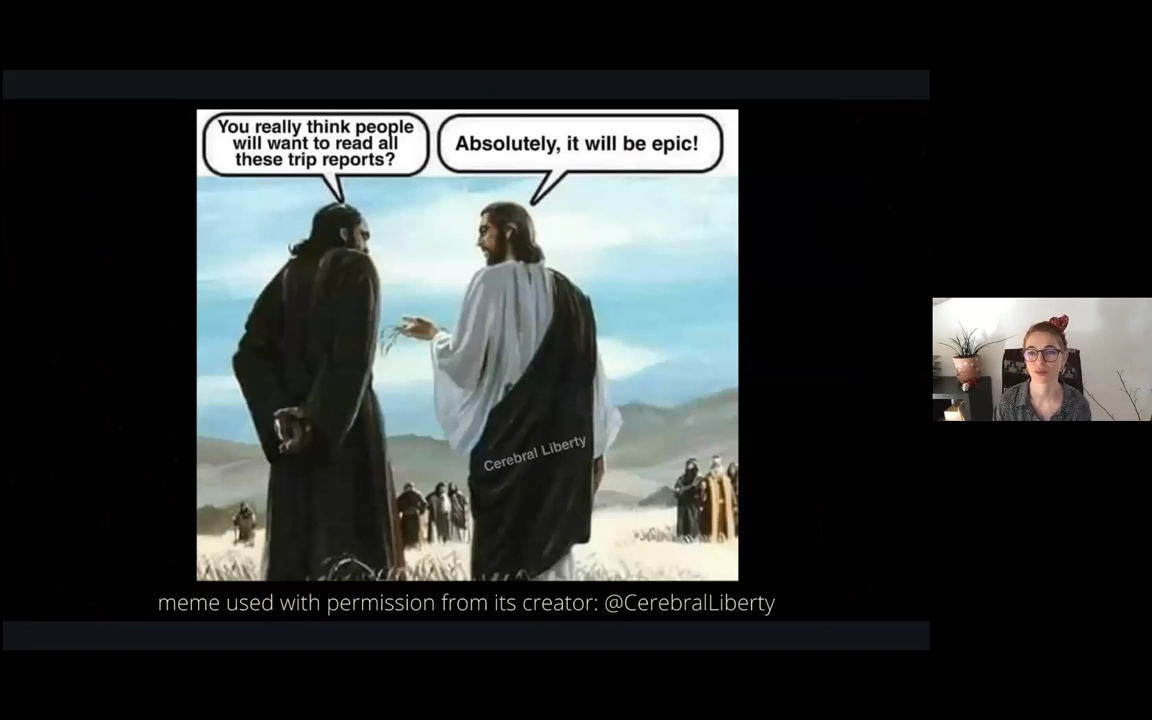 You really think people
will want to read all
these trip reports?
Absolutely, it will be epic!
Cerebral Liberty
meme used with permission from its creator: @CerebralLiberty